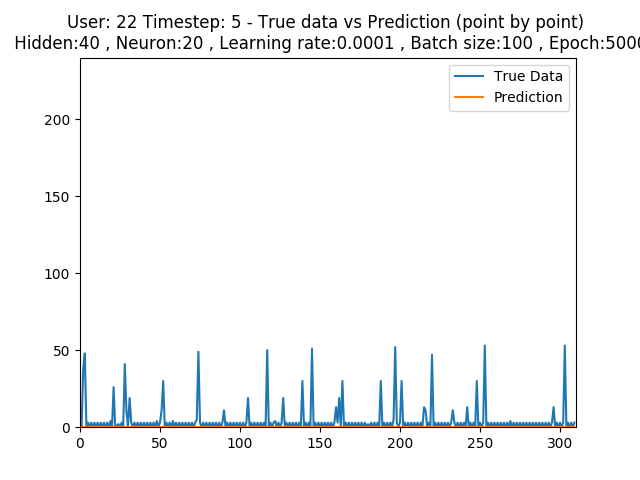 User: 22 Timestep: 5 - True data vs Prediction (point by point)
Hidden:40 , Neuron:20 , Learning rate:0.0001 , Batch size:100 , Epoch:5000
True Data
Prediction
200
150
100
50
0
0 50 100 150 200 250 300